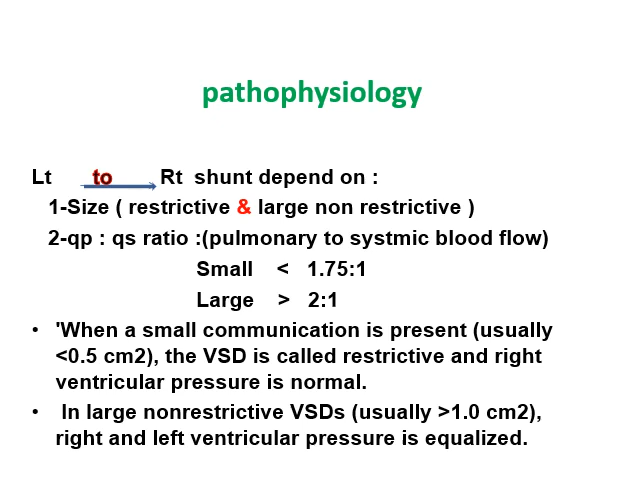 pathophysiology
Lt to Rt shunt depend on :
1-Size ( restrictive & large non restrictive )
2-qp : qs ratio :(pulmonary to systmic blood flow)
Small < 1.75:1
Large > 2:1
• 'When a small communication is present (usually
<0.5 cm2), the VSD is called restrictive and right
ventricular pressure is normal.
• In large nonrestrictive VSDs (usually >1.0 cm2),
right and left ventricular pressure is equalized.